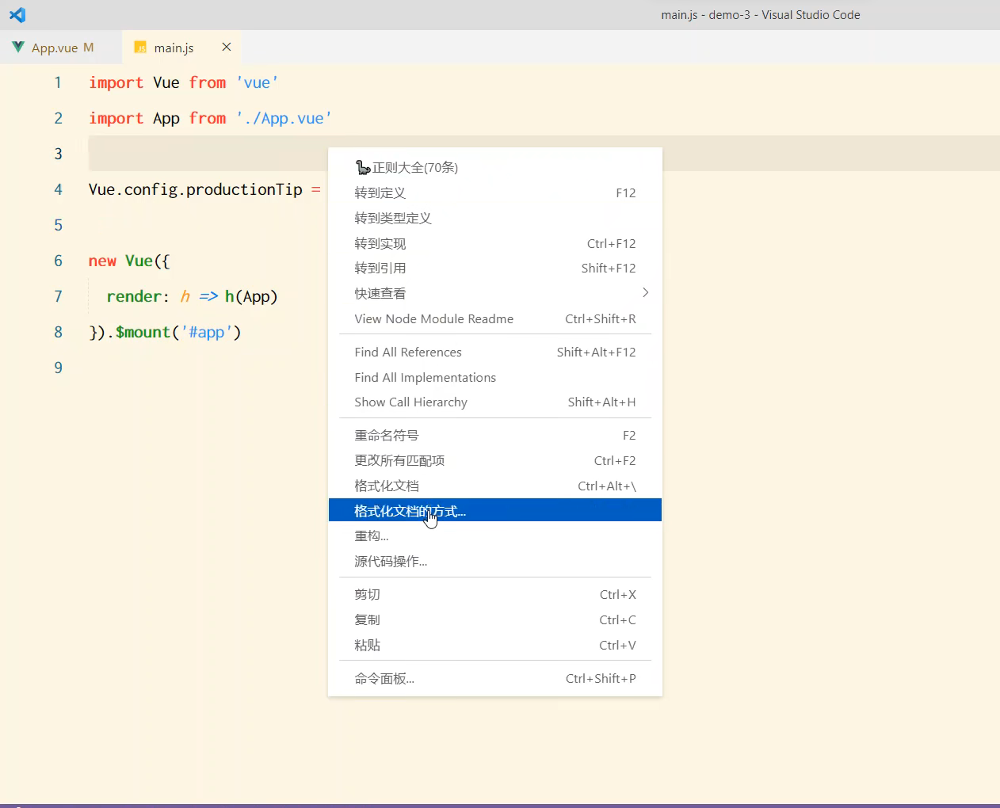 main.js - demo-3 - Visual Studio Code
App.vue M
JS main.js ×
1 import Vue from 'vue'
2 import App from './App.vue'
3
4 Vue.config.productionTip =
5
6 new Vue({
7 render: h => h(App)
8 }).$mount('#app')
9
正则大全(70条)
转到定义 F12
转到类型定义
转到实现 Ctrl+F12
转到引用 Shift+F12
快速查看
View Node Module Readme Ctrl+Shift+R
Find All References Shift+Alt+F12
Find All Implementations
Show Call Hierarchy Shift+Alt+H
重命名符号 F2
更改所有匹配项 Ctrl+F2
格式化文档 Ctrl+Alt+\
格式化文档的方式...
重构...
源代码操作...
剪切 Ctrl+X
复制 Ctrl+C
粘贴 Ctrl+V
命令面板... Ctrl+Shift+P